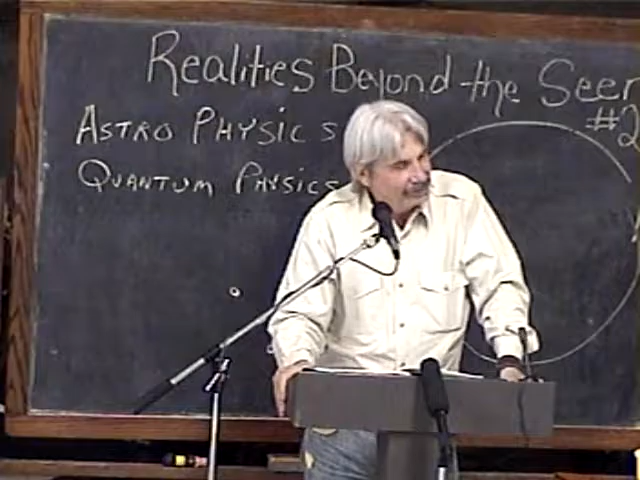 Realities Beyond the Seen
#2
ASTRO PHYSICS
QUANTUM PHYSICS